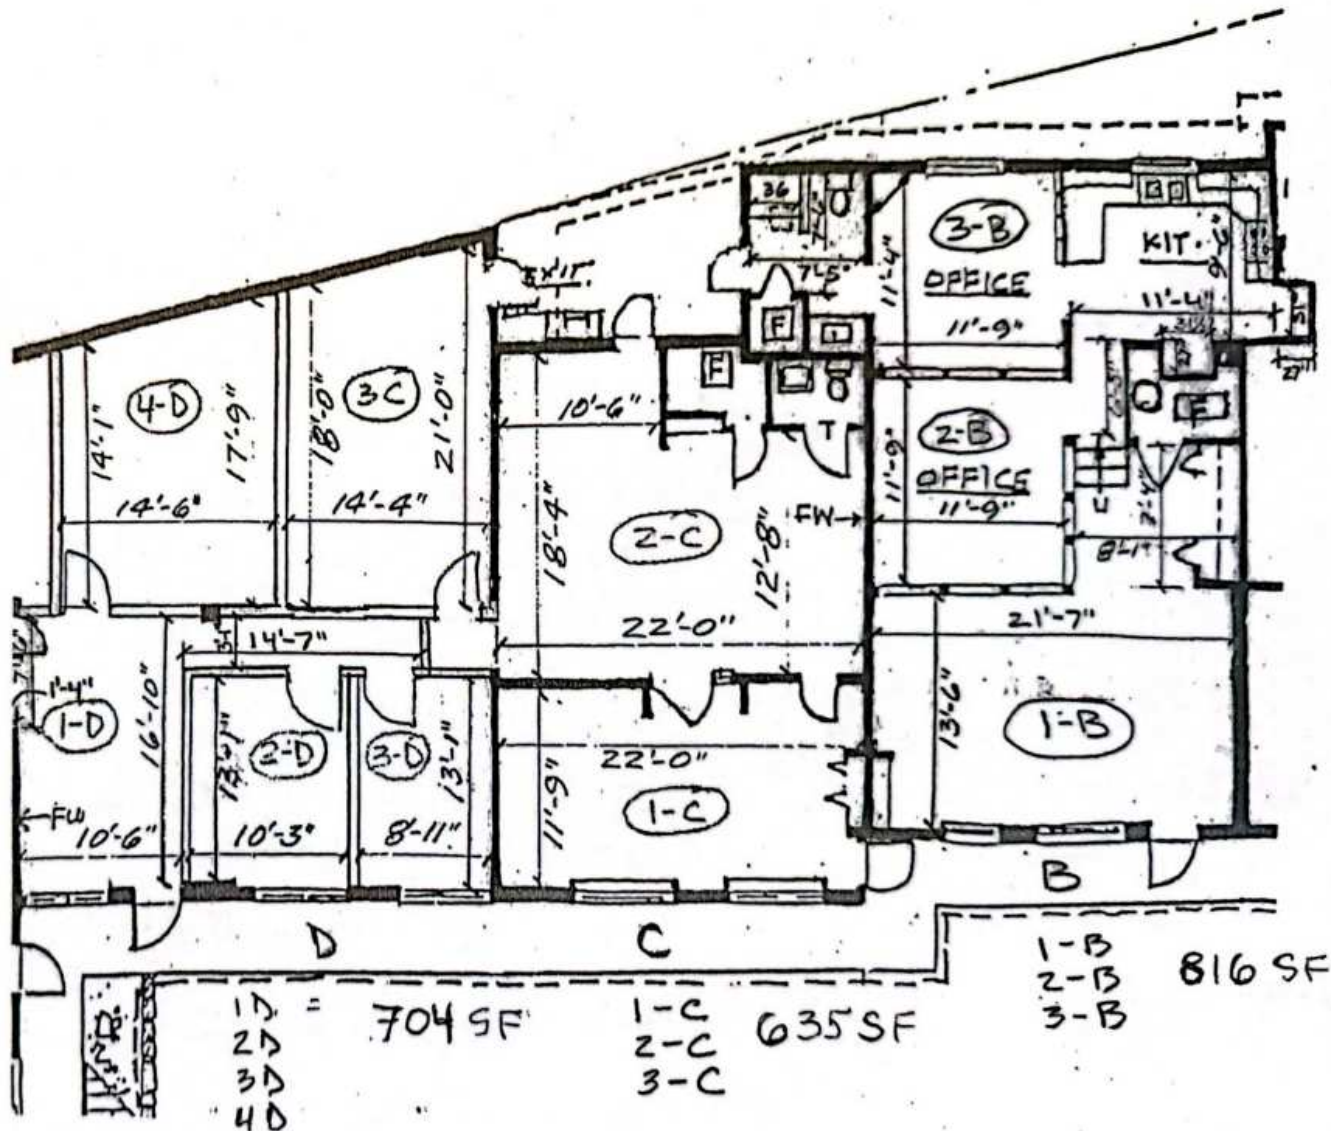 36
3-B
KIT.
9'-2"
EXIT
7'-5"
11'-4"
OFFICE
11'-4"
11'-9"
F
F
4-D
3C
10'-6"
14'-1"
17'-9"
18'-0"
21'-0"
T
2-B
F
OFFICE
11'-9"
11'-9"
14'-6"
14'-4"
18'-4"
2-C
12'-8"
FW
8'-1"
22'-0"
21'-7"
14'-7"
1'-4"
1-D
16'-10"
13'-6"
1-B
2-D
3-D
13'-1"
22'-0"
11'-9"
1-C
FW
10'-6"
10'-3"
8'-11"
B
D
C
1-B
816 SF
2-B
3-B
1D =
704 SF
1-C
635 SF
2D
2-C
3D
3-C
4D